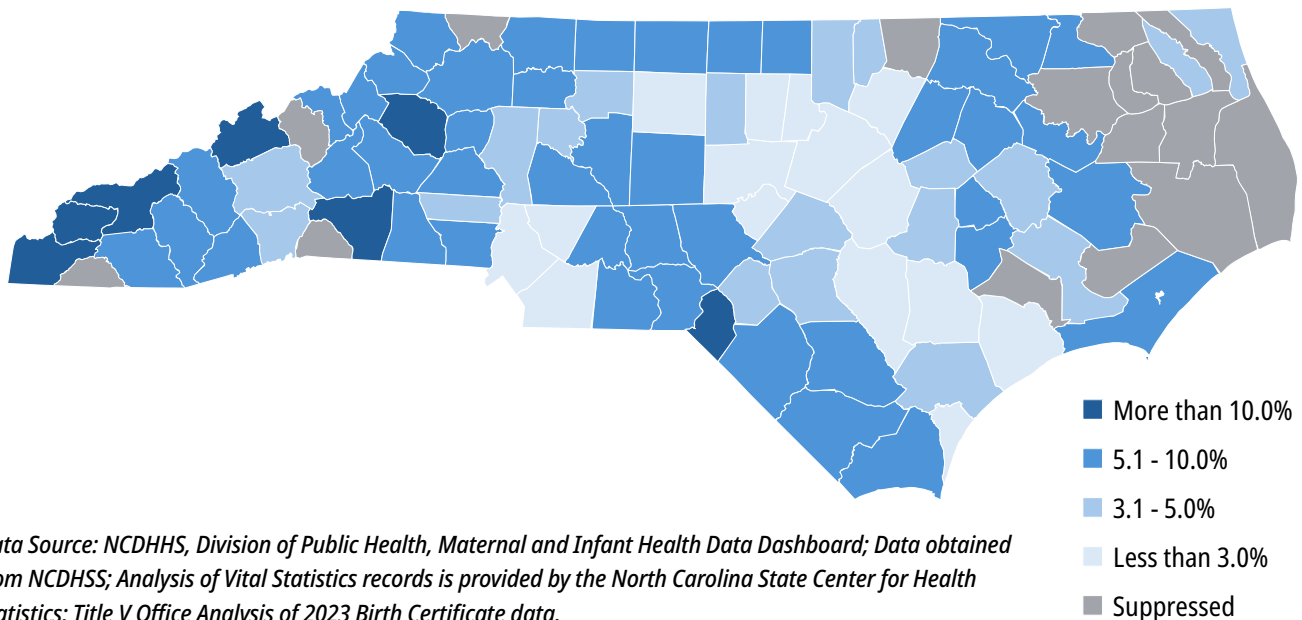 More than 10.0%
5.1 - 10.0%
3.1 - 5.0%
Less than 3.0%
Suppressed
ata Source: NCDHHS, Division of Public Health, Maternal and Infant Health Data Dashboard; Data obtained
om NCDHSS; Analysis of Vital Statistics records is provided by the North Carolina State Center for Health
atistics; Title V Office Analysis of 2023 Birth Certificate data.